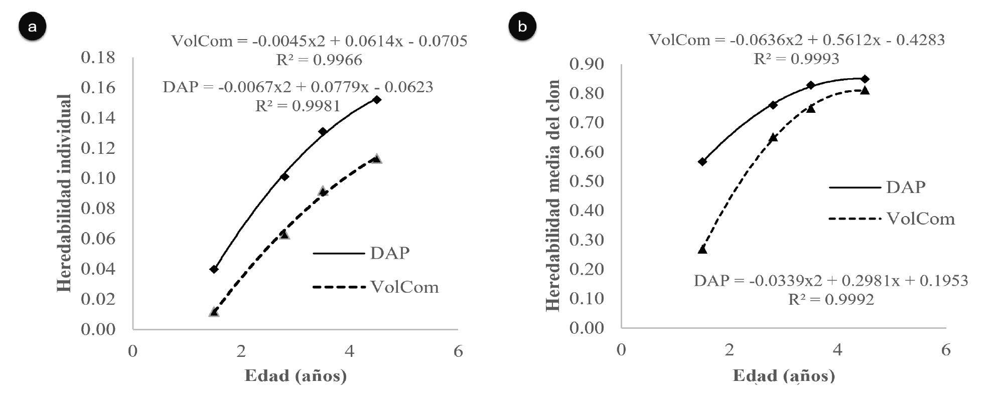 a
VolCom = -0.0045x2 + 0.0614x - 0.0705
R² = 0.9966
DAP = -0.0067x2 + 0.0779x - 0.0623
R² = 0.9981
Heredabilidad individual
0.18
0.16
0.14
0.12
0.10
0.08
0.06
0.04
0.02
0.00
DAP
VolCom
0 2 4 6
Edad (años)
b
VolCom = -0.0636x2 + 0.5612x - 0.4283
R² = 0.9993
Heredabilidad media del clon
0.90
0.80
0.70
0.60
0.50
0.40
0.30
0.20
0.10
0.00
DAP
VolCom
DAP = -0.0339x2 + 0.2981x + 0.1953
R² = 0.9992
0 2 4 6
Edad (años)